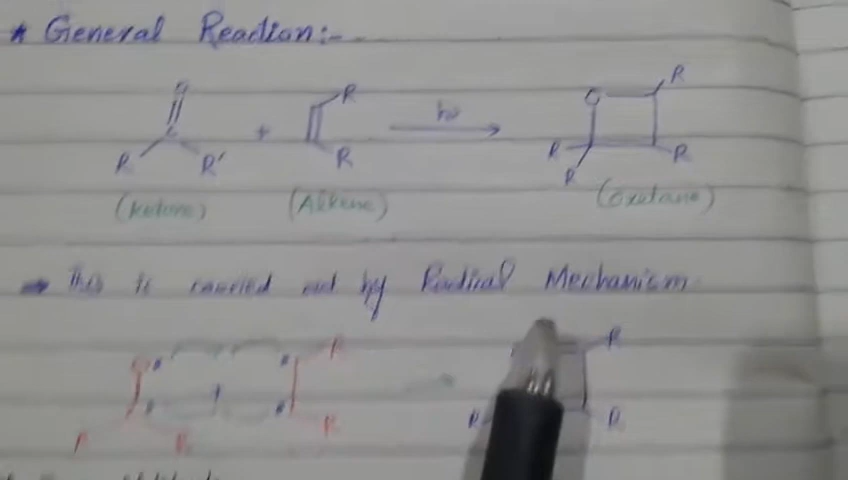 * General Reaction:-
O R hν O R
C + → 
R R' R R R R
(Ketone) (Alkene) (Oxetane)
→ This is carried out by Radical Mechanism
O R R
R R R R R